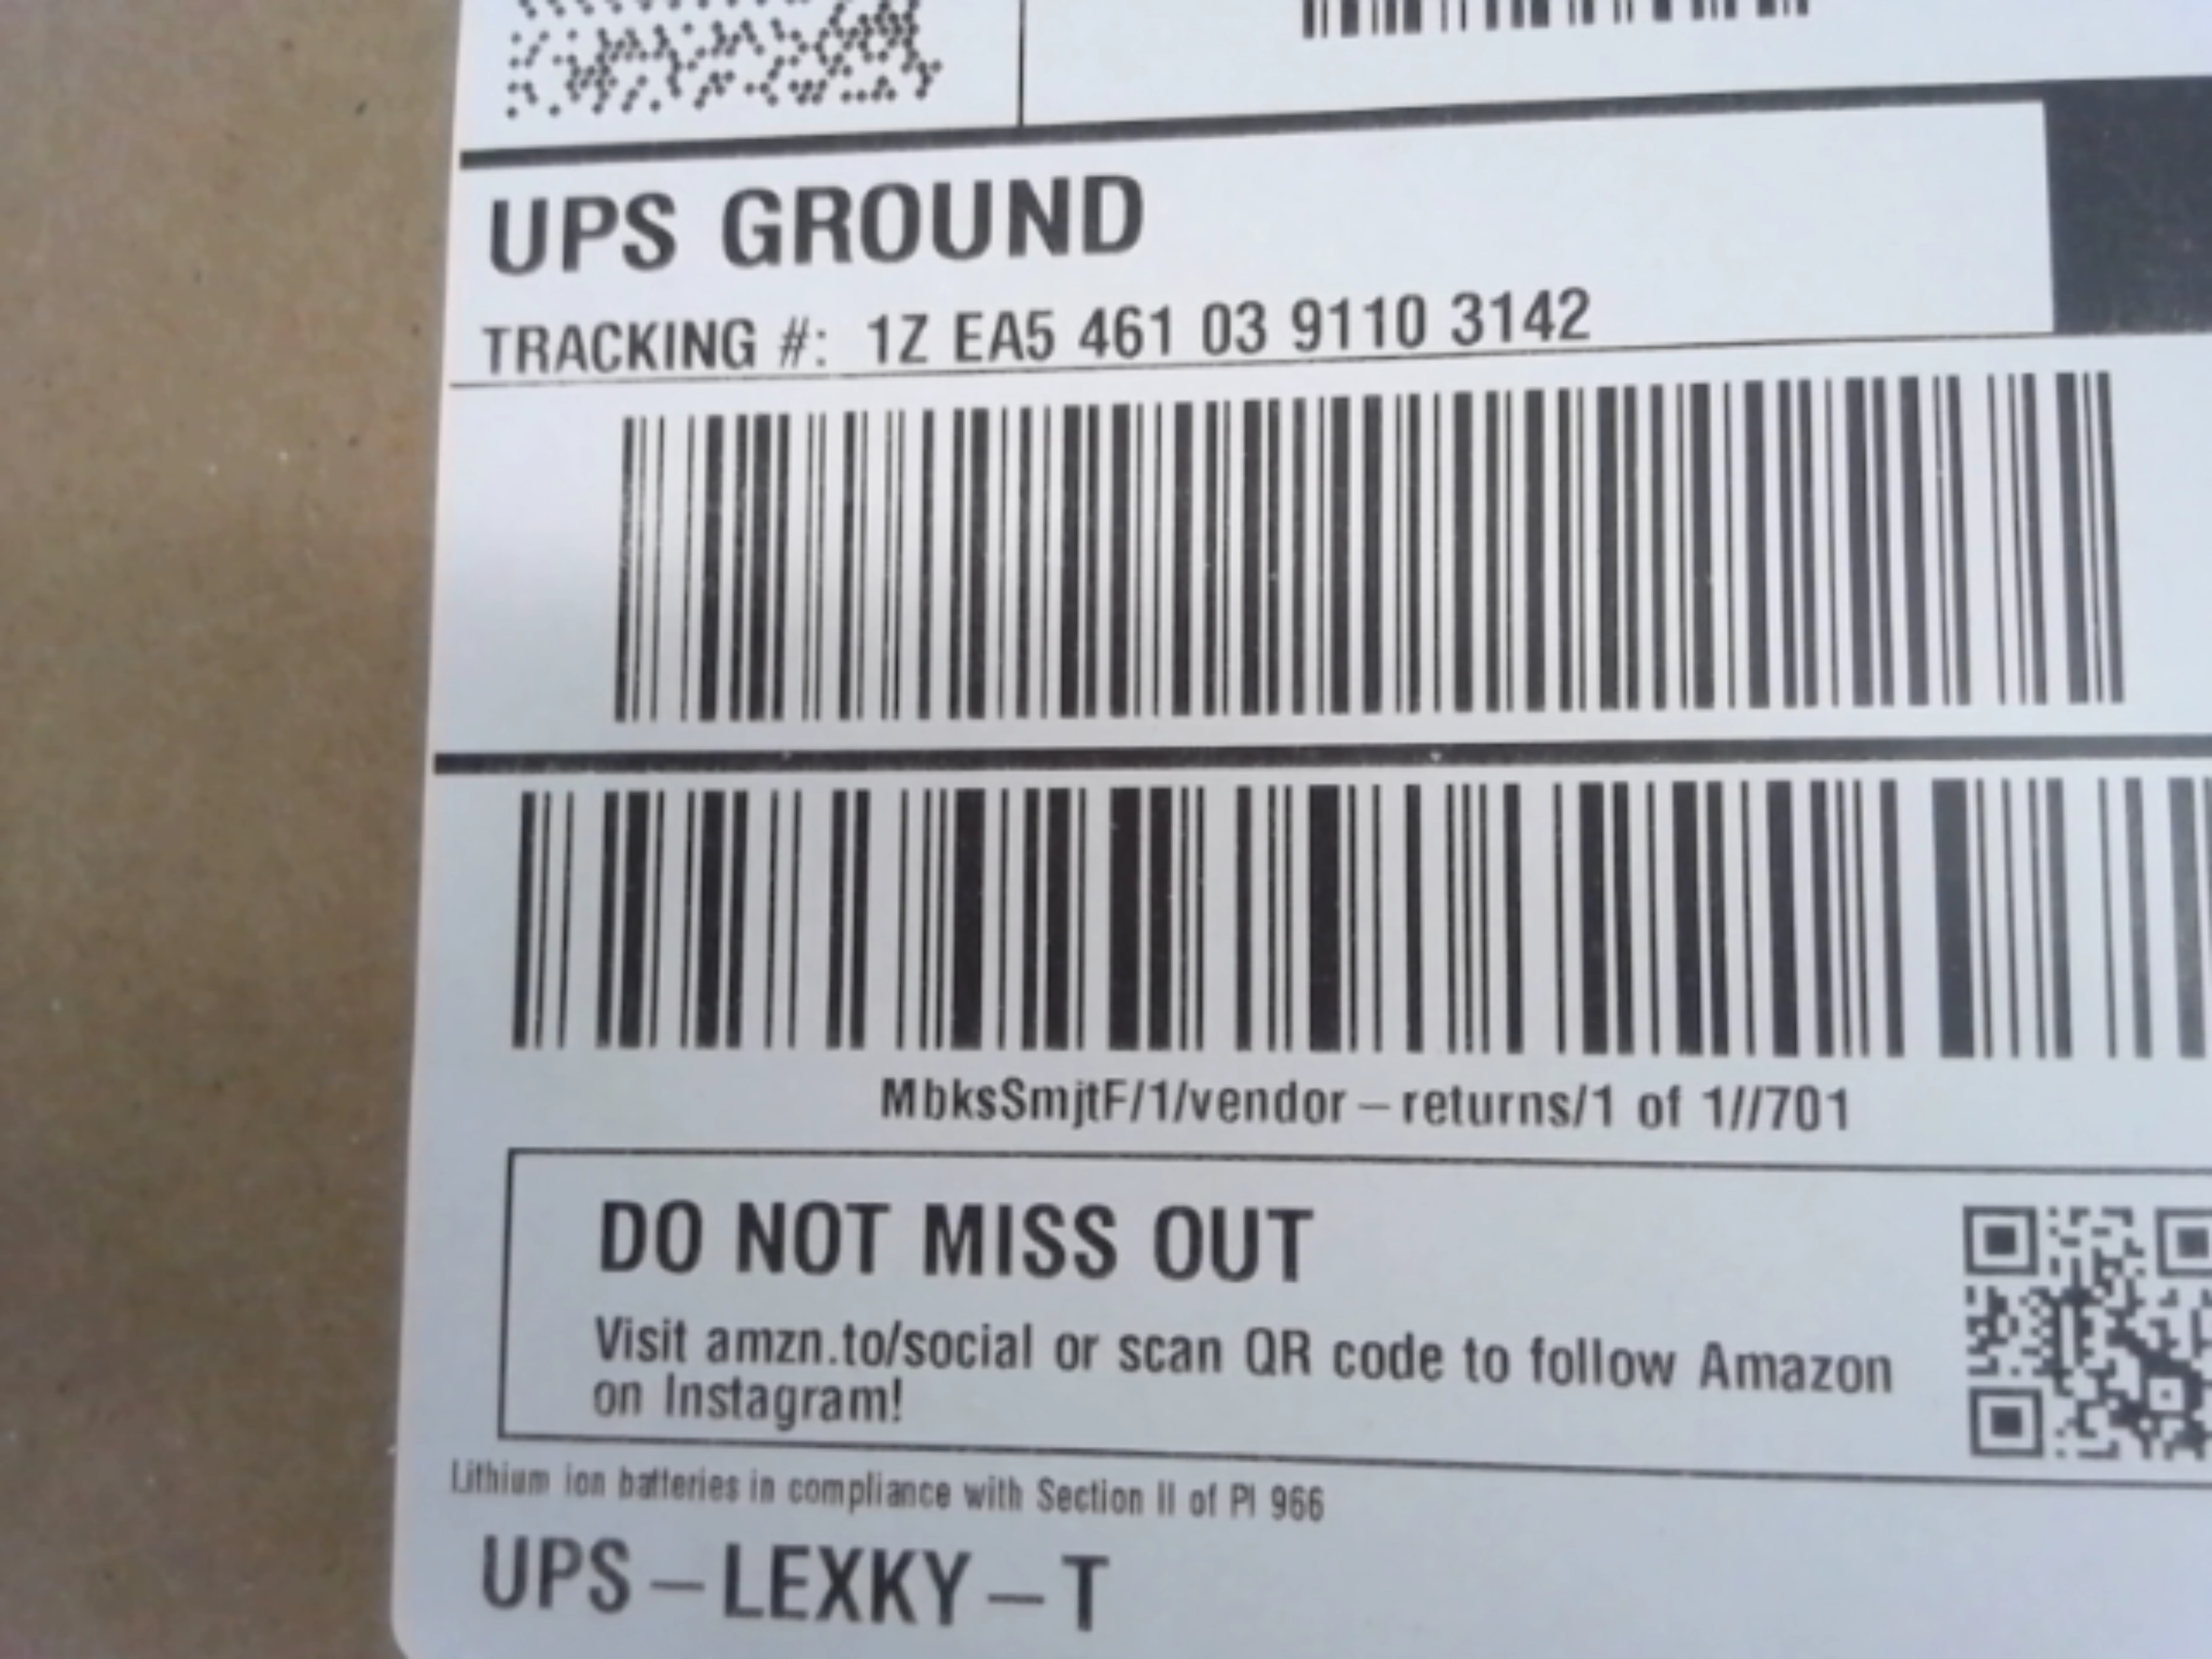 UPS GROUND
TRACKING #: 1Z EA5 461 03 9110 3142
MbksSmjtF/1/vendor-returns/1 of 1//701
DO NOT MISS OUT
Visit amzn.to/social or scan QR code to follow Amazon
on Instagram!
Lithium ion batteries in compliance with Section II of PI 966
UPS-LEXKY-T